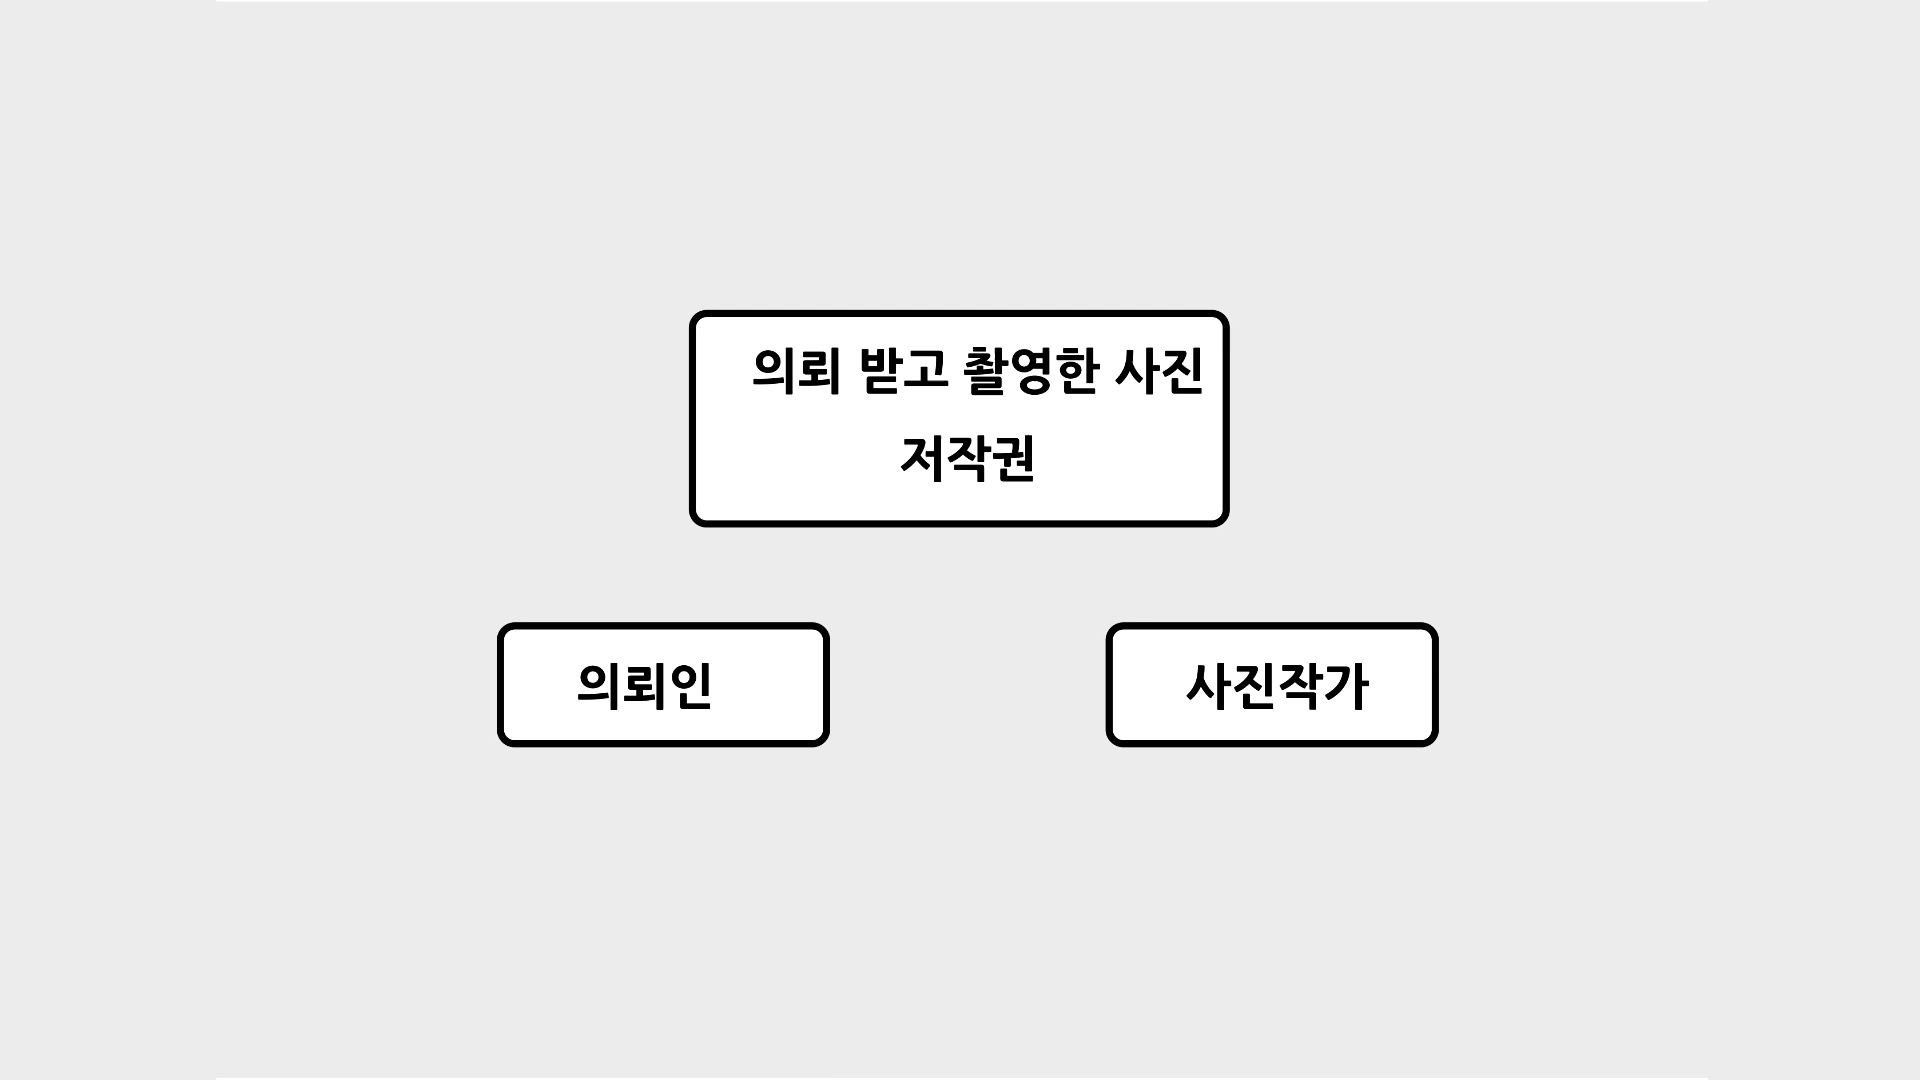 의뢰 받고 촬영한 사진
저작권
의뢰인
사진작가